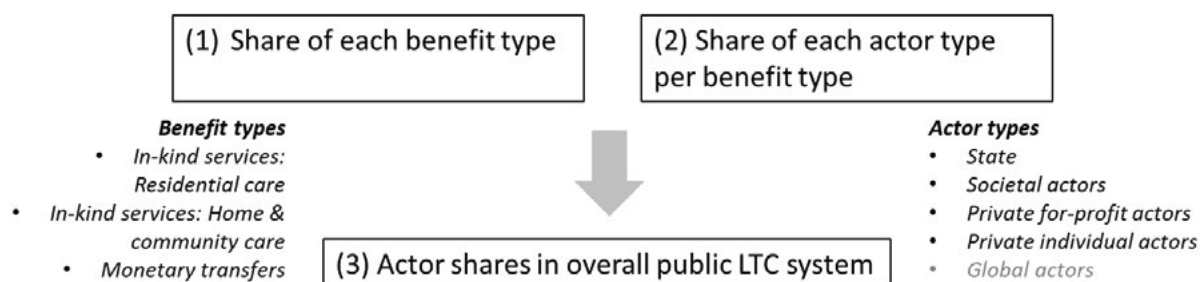 (1) Share of each benefit type
(2) Share of each actor type
per benefit type
Benefit types
• In-kind services:
Residential care
• In-kind services: Home &
community care
• Monetary transfers
Actor types
• State
• Societal actors
• Private for-profit actors
• Private individual actors
• Global actors
(3) Actor shares in overall public LTC system